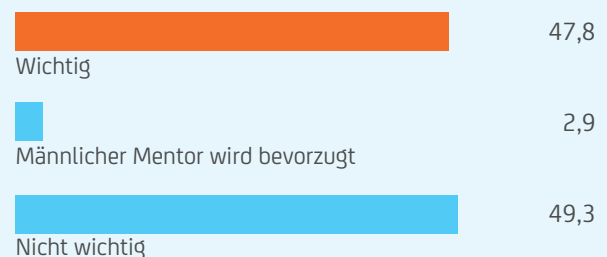 47,8
Wichtig
2,9
Männlicher Mentor wird bevorzugt
49,3
Nicht wichtig